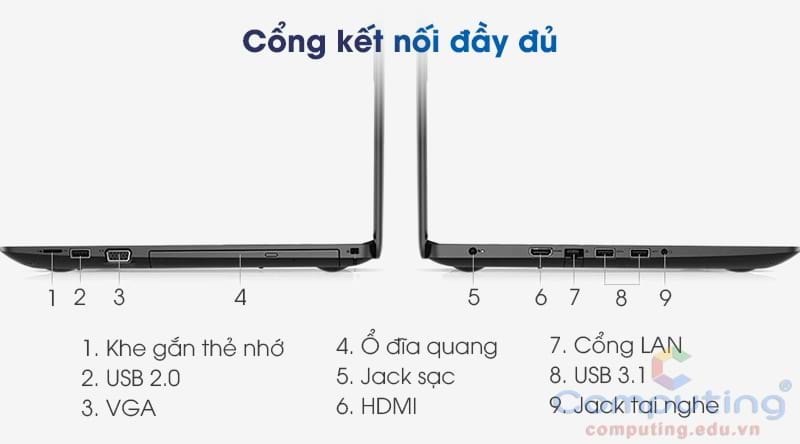 Cổng kết nối đầy đủ
1 2 3 4 5 6 7 8 9
1. Khe gắn thẻ nhớ
2. USB 2.0
3. VGA
4. Ổ đĩa quang
5. Jack sạc
6. HDMI
7. Cổng LAN
8. USB 3.1
9. Jack tai nghe
Computing®
computing.edu.vn